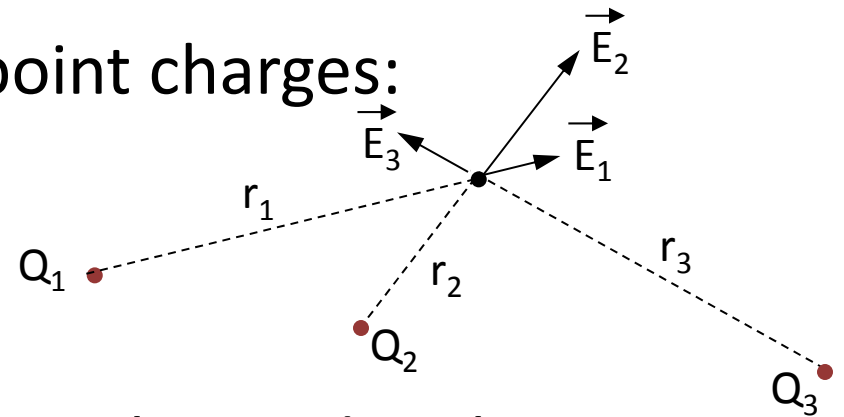 point charges:
E₂
E₃
E₁
r₁
r₃
Q₁
r₂
Q₂
Q₃